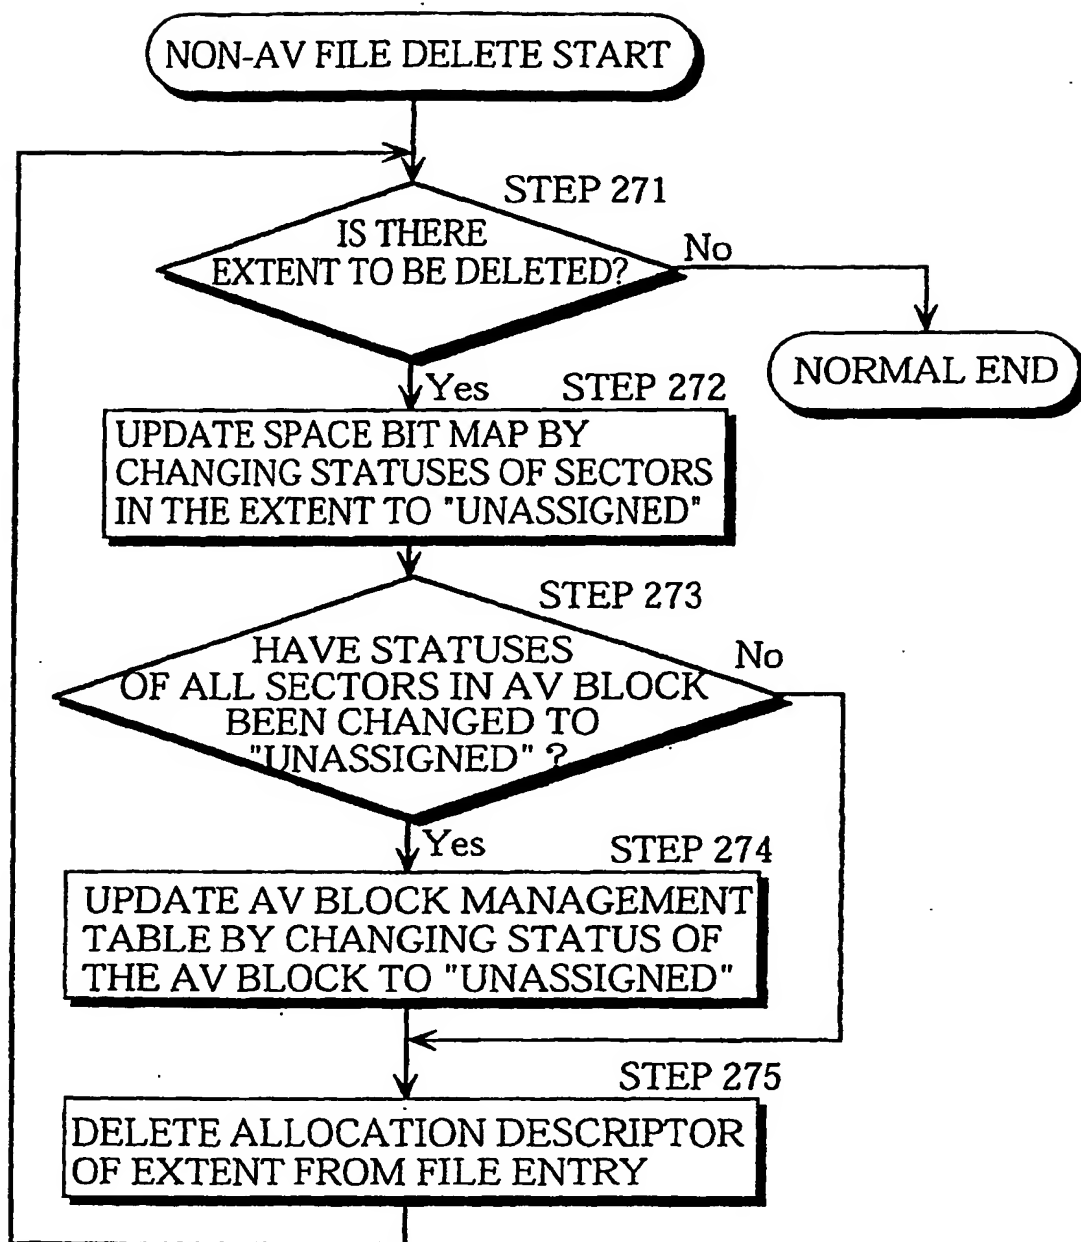 NON-AV FILE DELETE START
STEP 271
IS THERE
EXTENT TO BE DELETED?
No
NORMAL END
Yes
STEP 272
UPDATE SPACE BIT MAP BY
CHANGING STATUSES OF SECTORS
IN THE EXTENT TO "UNASSIGNED"
STEP 273
HAVE STATUSES
OF ALL SECTORS IN AV BLOCK
BEEN CHANGED TO
"UNASSIGNED" ?
No
Yes
STEP 274
UPDATE AV BLOCK MANAGEMENT
TABLE BY CHANGING STATUS OF
THE AV BLOCK TO "UNASSIGNED"
STEP 275
DELETE ALLOCATION DESCRIPTOR
OF EXTENT FROM FILE ENTRY